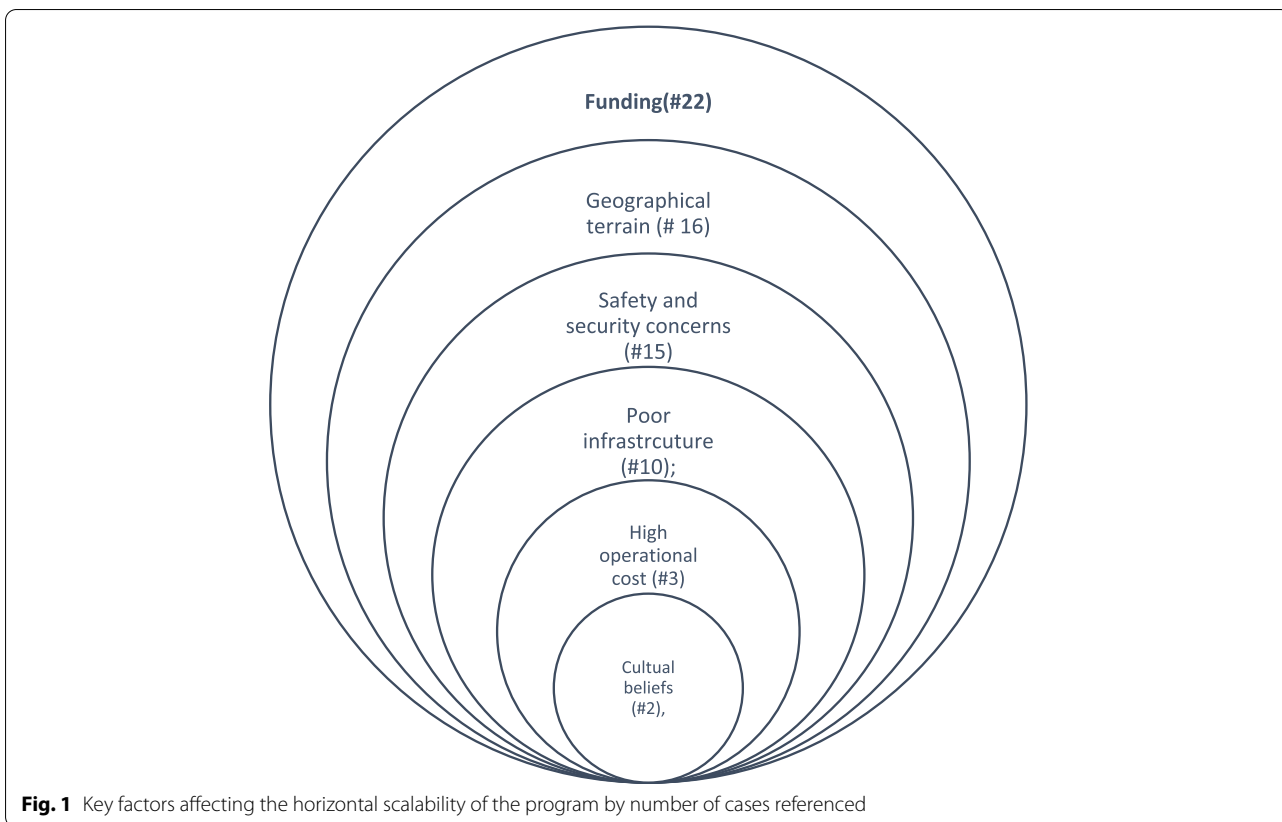 Funding(#22)
Geographical
terrain (# 16)
Safety and
security concerns
(#15)
Poor
infrastrcuture
(#10);
High
operational
cost (#3)
Cultual
beliefs
(#2),
Fig. 1 Key factors affecting the horizontal scalability of the program by number of cases referenced